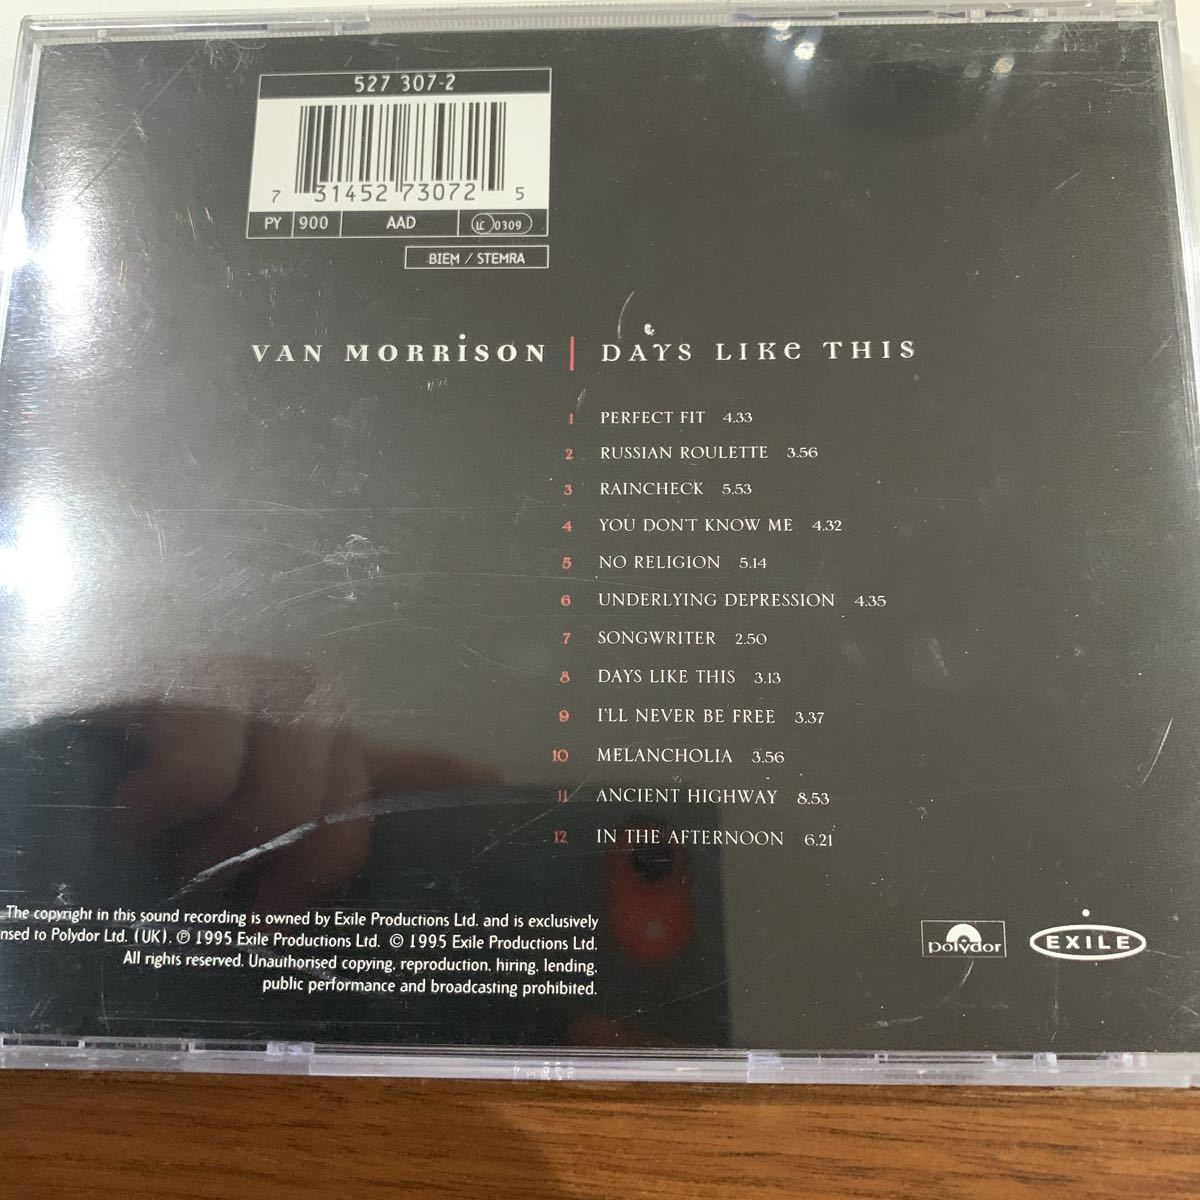 527 307-2
7 31452 73072 5
PY 900 AAD LC 0309
BIEM / STEMRA
VAN MORRiSON | DAYS LIKe THIS
1 PERFECT FIT 4.33
2 RUSSIAN ROULETTE 3.56
3 RAINCHECK 5.53
4 YOU DON'T KNOW ME 4.32
5 NO RELIGION 5.14
6 UNDERLYING DEPRESSION 4.35
7 SONGWRITER 2.50
8 DAYS LIKE THIS 3.13
9 I'LL NEVER BE FREE 3.37
10 MELANCHOLIA 3.56
11 ANCIENT HIGHWAY 8.53
12 IN THE AFTERNOON 6.21
The copyright in this sound recording is owned by Exile Productions Ltd. and is exclusively
nsed to Polydor Ltd. (UK). ℗ 1995 Exile Productions Ltd. © 1995 Exile Productions Ltd.
All rights reserved. Unauthorised copying, reproduction, hiring, lending,
public performance and broadcasting prohibited.
polydor
EXILE